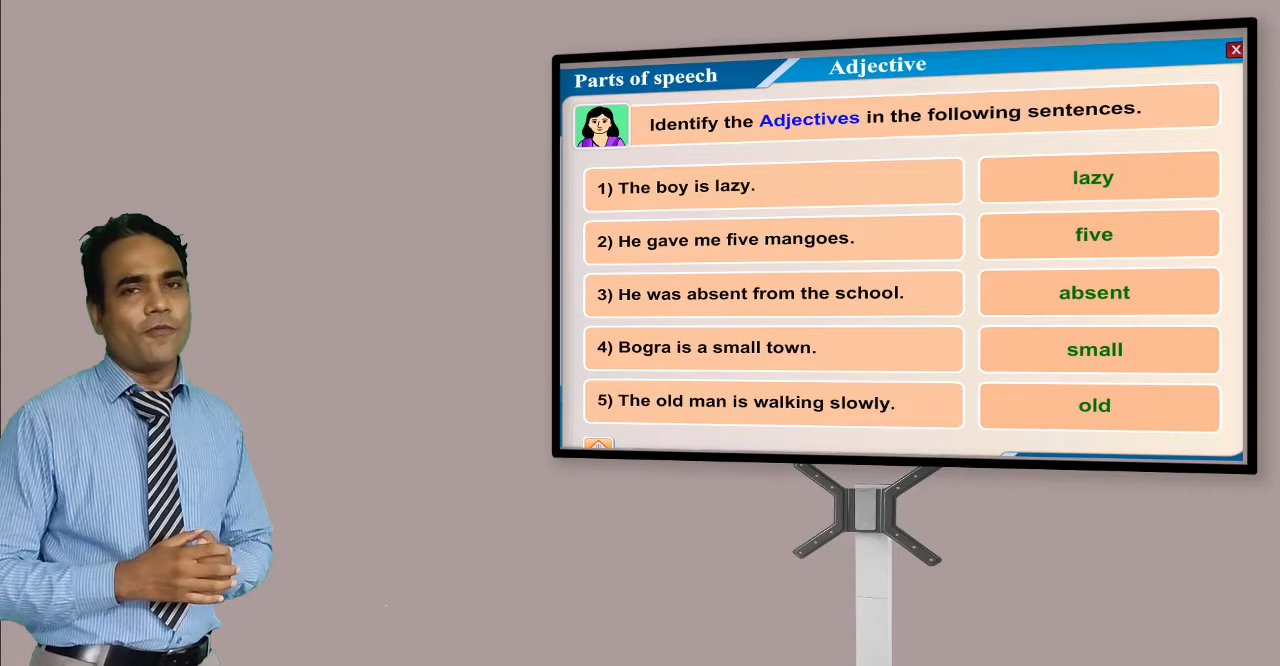 Parts of speech
Adjective
X
Identify the Adjectives in the following sentences.
1) The boy is lazy.
lazy
2) He gave me five mangoes.
five
3) He was absent from the school.
absent
4) Bogra is a small town.
small
5) The old man is walking slowly.
old